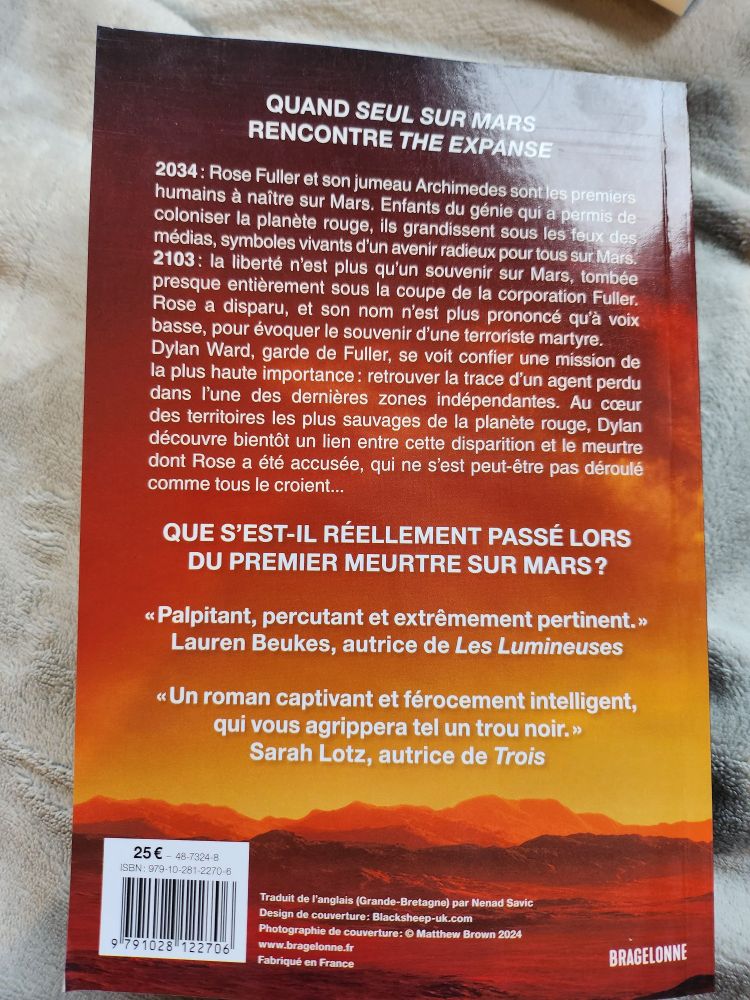 QUAND SEUL SUR MARS
RENCONTRE THE EXPANSE
2034 : Rose Fuller et son jumeau Archimedes sont les premiers
humains à naître sur Mars. Enfants du génie qui a permis de
coloniser la planète rouge, ils grandissent sous les feux des
médias, symboles vivants d'un avenir radieux pour tous sur Mars.
2103 : la liberté n'est plus qu'un souvenir sur Mars, tombée
presque entièrement sous la coupe de la corporation Fuller.
Rose a disparu, et son nom n'est plus prononcé qu'à voix
basse, pour évoquer le souvenir d'une terroriste martyre.
Dylan Ward, garde de Fuller, se voit confier une mission de
la plus haute importance : retrouver la trace d'un agent perdu
dans l'une des dernières zones indépendantes. Au cœur
des territoires les plus sauvages de la planète rouge, Dylan
découvre bientôt un lien entre cette disparition et le meurtre
dont Rose a été accusée, qui ne s'est peut-être pas déroulé
comme tous le croient...
QUE S'EST-IL RÉELLEMENT PASSÉ LORS
DU PREMIER MEURTRE SUR MARS ?
« Palpitant, percutant et extrêmement pertinent. »
Lauren Beukes, autrice de Les Lumineuses
« Un roman captivant et férocement intelligent,
qui vous agrippera tel un trou noir. »
Sarah Lotz, autrice de Trois
25 € – 48-7324-8
ISBN : 979-10-281-2270-6
9 791028 122706
Traduit de l'anglais (Grande-Bretagne) par Nenad Savic
Design de couverture : Blacksheep-uk.com
Photographie de couverture : © Matthew Brown 2024
www.bragelonne.fr
Fabriqué en France
BRAGELONNE